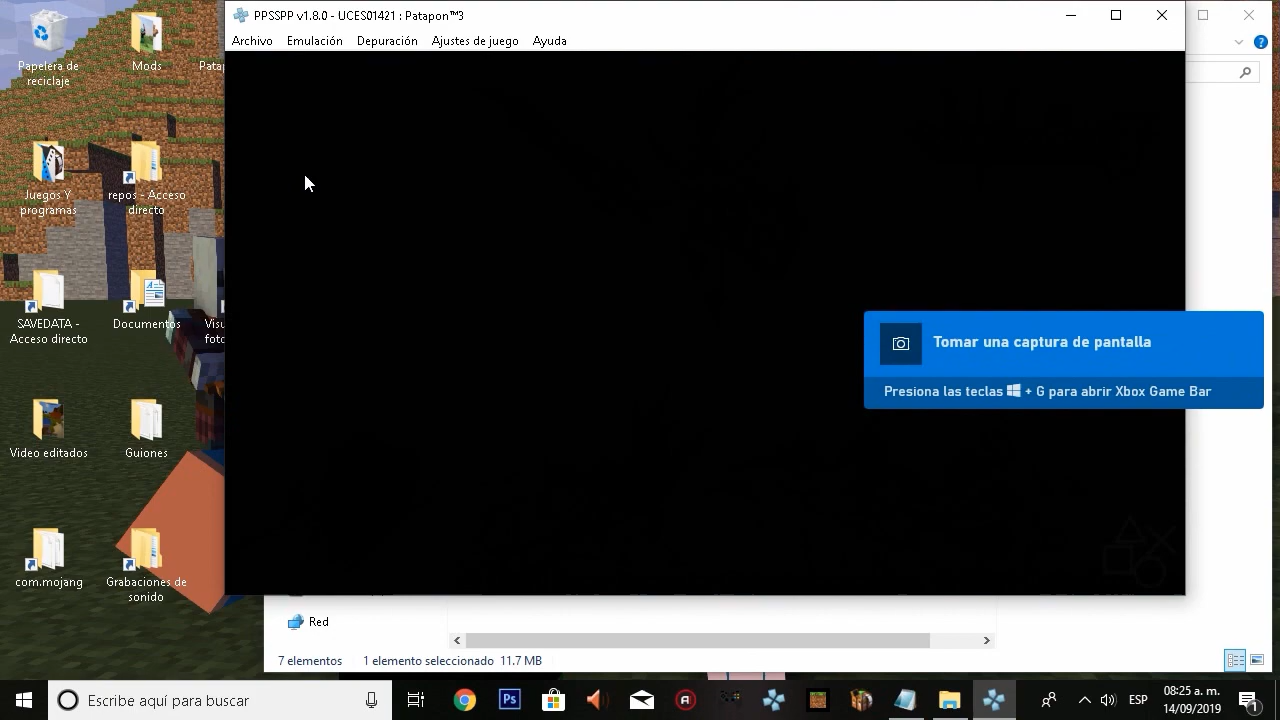 PPSSPP v1.8.0 - UCES01421 : Patapon™3
Archivo Emulación Depuración Ajustes de juego Ayuda
Papelera de
reciclaje
Mods
Juegos Y
programas
repos - Acceso
directo
SAVEDATA -
Acceso directo
Documentos
Video editados
Guiones
com.mojang
Grabaciones de
sonido
Tomar una captura de pantalla
Presiona las teclas + G para abrir Xbox Game Bar
Red
7 elementos 1 elemento seleccionado 11.7 MB
Escribe aquí para buscar
Ps
ESP
08:25 a. m.
14/09/2019
1